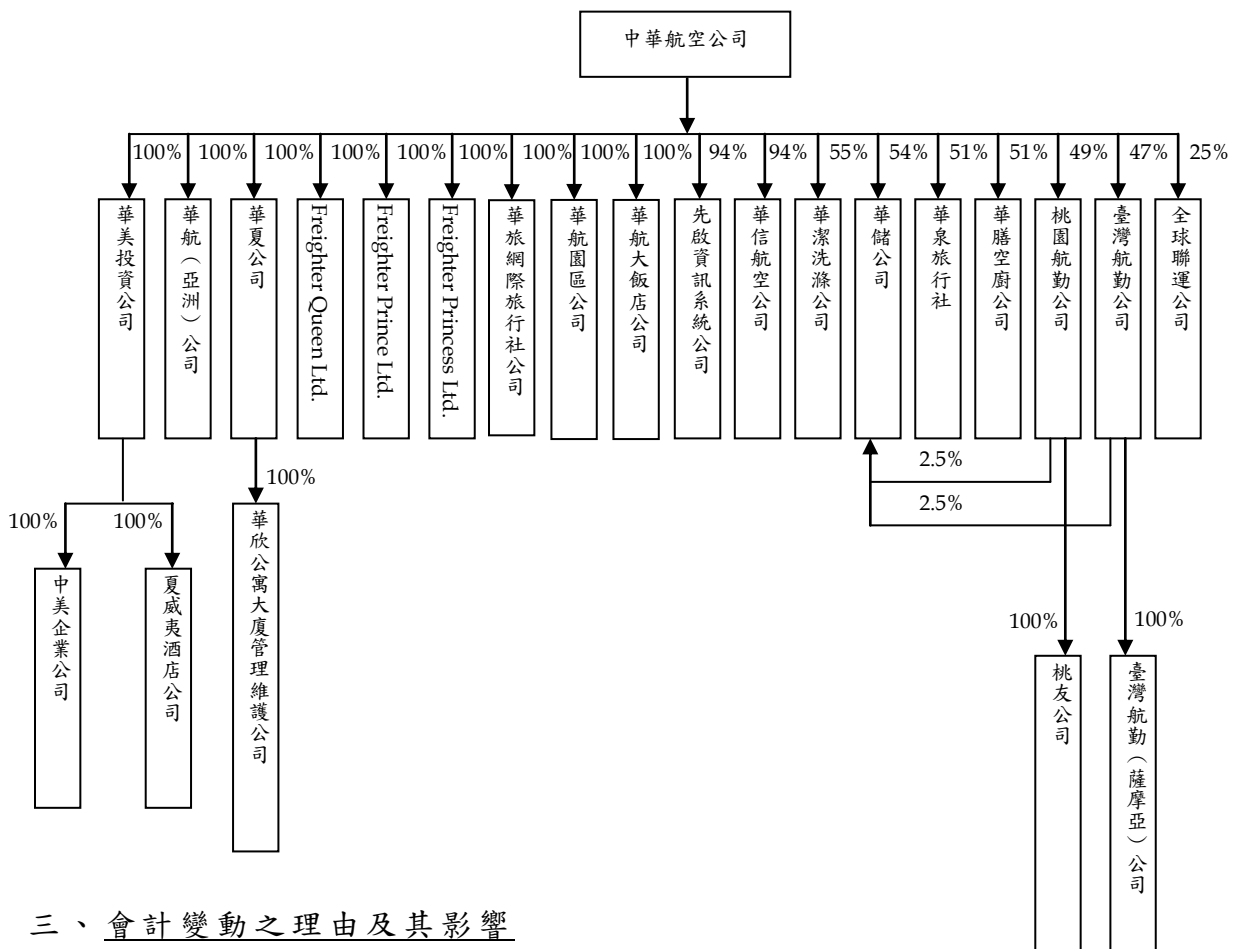 中華航空公司
100% 100% 100% 100% 100% 100% 100% 100% 100% 94% 94% 55% 54% 51% 51% 49% 47% 25%
華美投資公司
華航（亞洲）公司
華夏公司
Freighter Queen Ltd.
Freighter Prince Ltd.
Freighter Princess Ltd.
華旅網際旅行社公司
華航園區公司
華航大飯店公司
先啟資訊系統公司
華信航空公司
華潔洗滌公司
華儲公司
華泉旅行社
華膳空廚公司
桃園航勤公司
臺灣航勤公司
全球聯運公司
2.5%
2.5%
100%
100%
100%
中美企業公司
夏威夷酒店公司
華欣公寓大廈管理維護公司
100%
100%
桃友公司
臺灣航勤（薩摩亞）公司
三、會計變動之理由及其影響